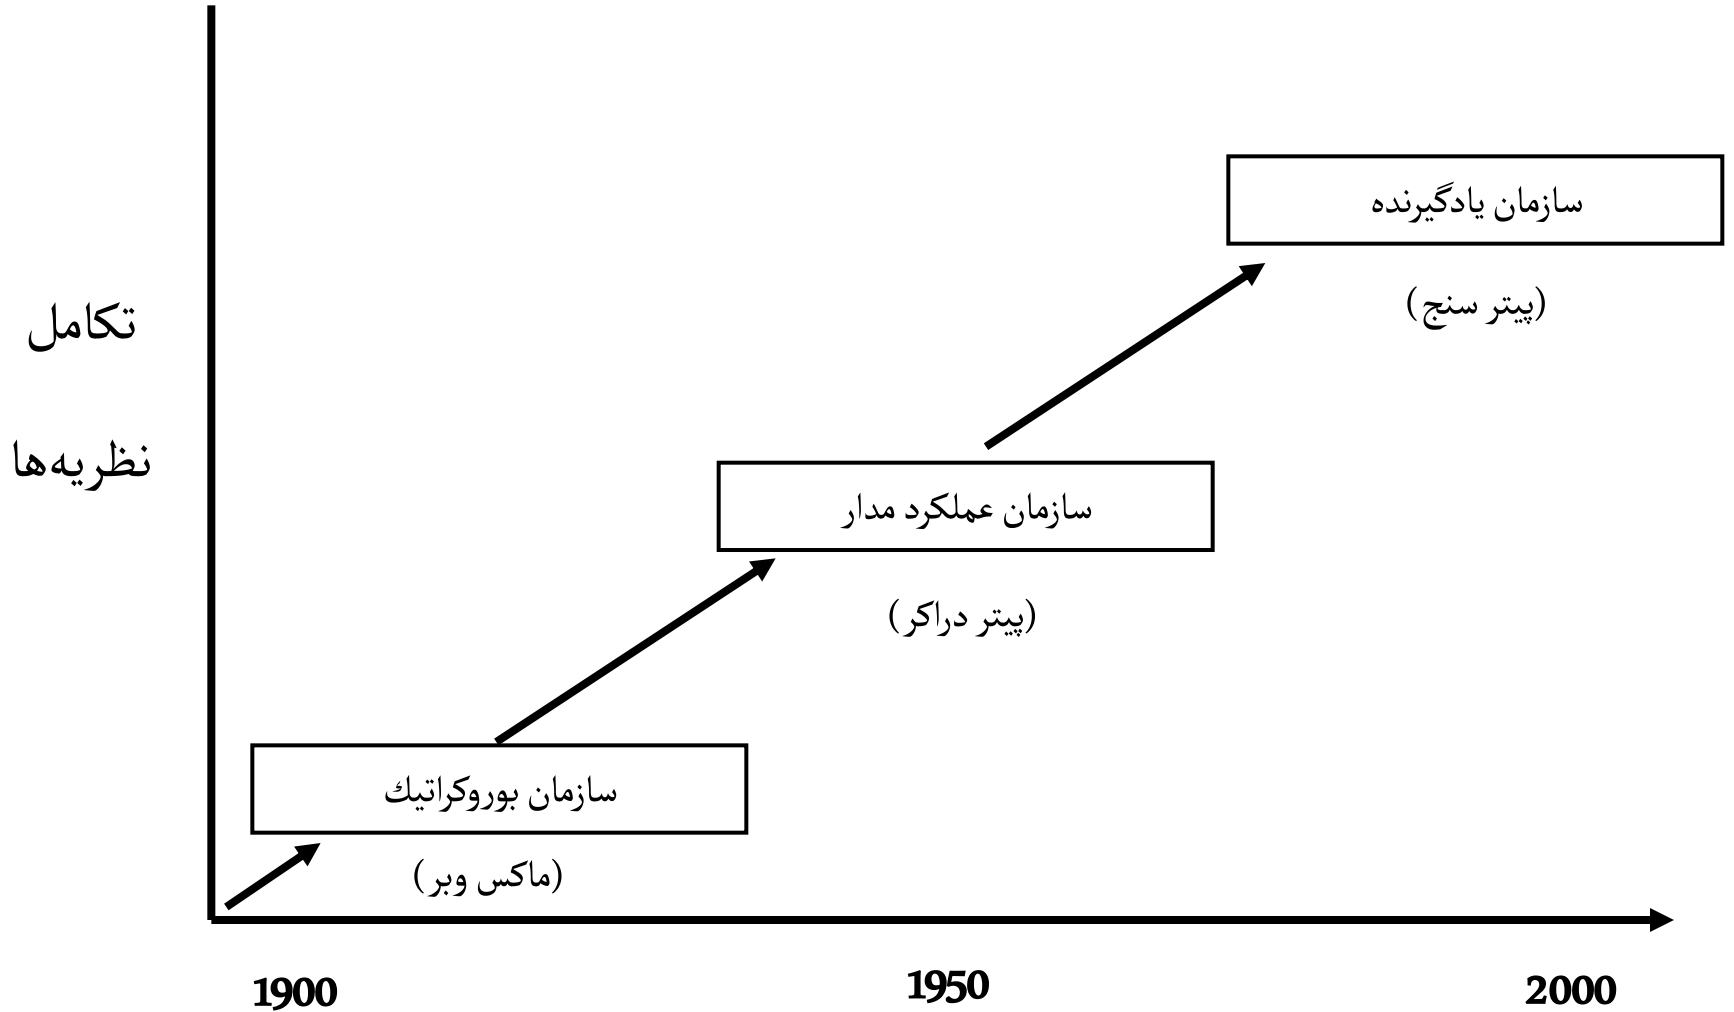 سازمان یادگیرنده
(پیتر سنج)
تکامل
نظریه‌ها
سازمان عملکرد مدار
(پیتر دراکر)
سازمان بوروکراتیك
(ماکس وبر)
1900
1950
2000